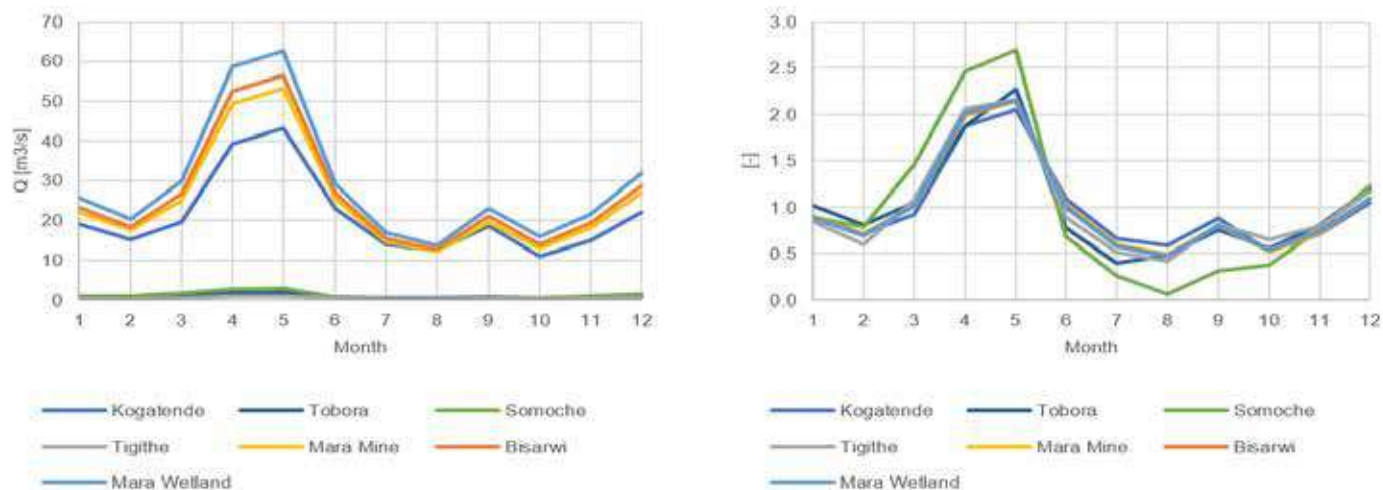 70
60
50
40
30
20
10
0
Q [m3/s]
1 2 3 4 5 6 7 8 9 10 11 12
Month
Kogatende Tobora Somoche
Tigithe Mara Mine Bisarwi
Mara Wetland
3.0
2.5
2.0
1.5
1.0
0.5
0.0
[-]
1 2 3 4 5 6 7 8 9 10 11 12
Month
Kogatende Tobora Somoche
Tigithe Mara Mine Bisarwi
Mara Wetland